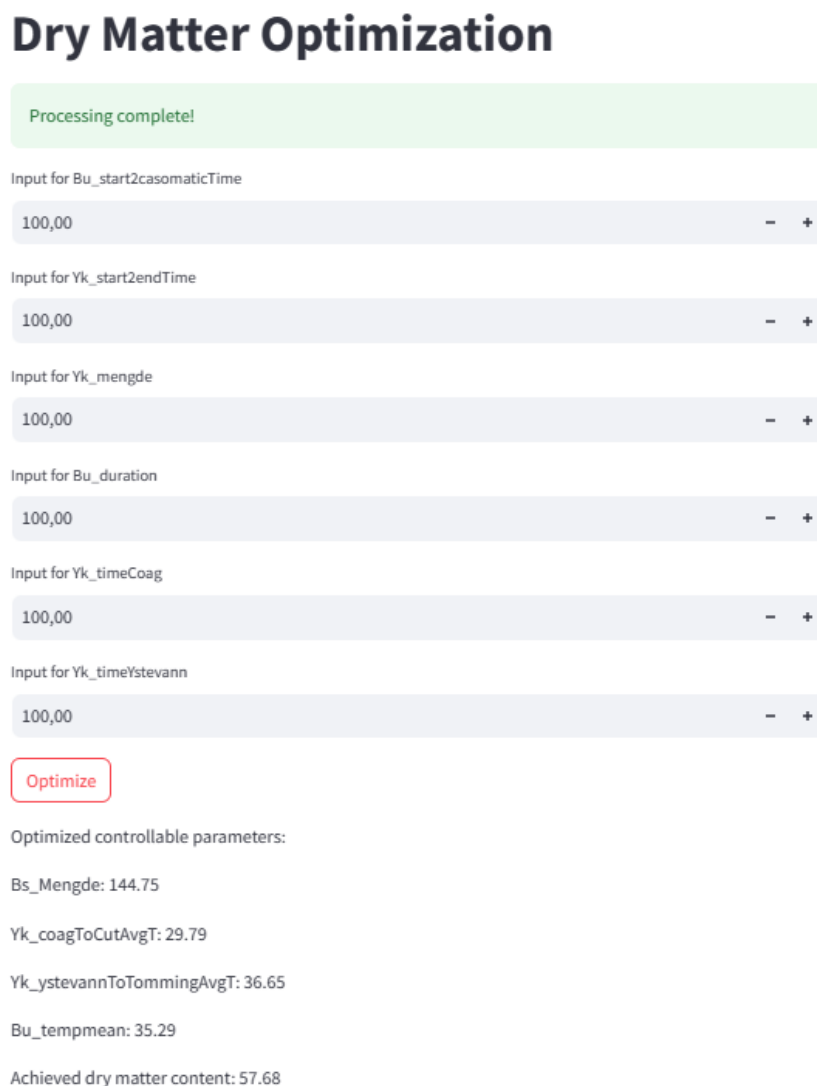 Dry Matter Optimization
Processing complete!
Input for Bu_start2casomaticTime
100,00
Input for Yk_start2endTime
100,00
Input for Yk_mengde
100,00
Input for Bu_duration
100,00
Input for Yk_timeCoag
100,00
Input for Yk_timeYstevann
100,00
Optimize
Optimized controllable parameters:
Bs_Mengde: 144.75
Yk_coagToCutAvgT: 29.79
Yk_ystevannToTommingAvgT: 36.65
Bu_tempmean: 35.29
Achieved dry matter content: 57.68